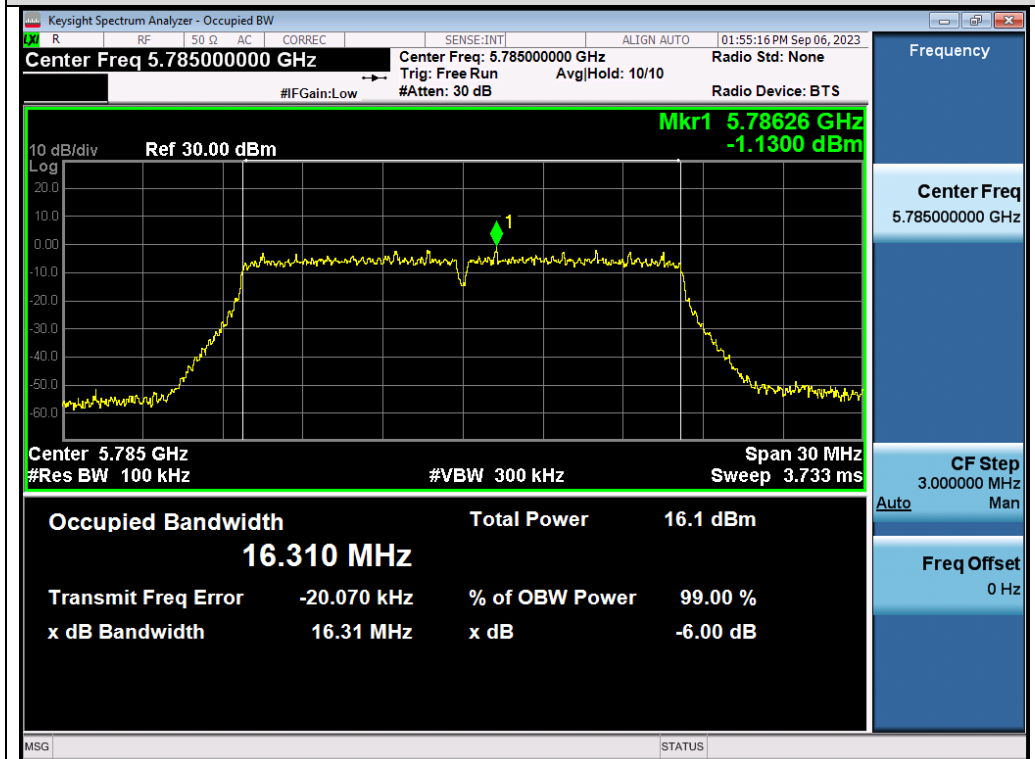 Keysight Spectrum Analyzer - Occupied BW
LXI R RF 50 Ω AC CORREC SENSE:INT ALIGN AUTO 01:55:16 PM Sep 06, 2023
Center Freq 5.785000000 GHz
Center Freq: 5.785000000 GHz
Radio Std: None
Trig: Free Run Avg|Hold: 10/10
#IFGain:Low #Atten: 30 dB
Radio Device: BTS
Mkr1 5.78626 GHz
-1.1300 dBm
10 dB/div Ref 30.00 dBm
Log
20.0
10.0
0.00
-10.0
-20.0
-30.0
-40.0
-50.0
-60.0
1
Center 5.785 GHz Span 30 MHz
#Res BW 100 kHz #VBW 300 kHz Sweep 3.733 ms
Occupied Bandwidth Total Power 16.1 dBm
16.310 MHz
Transmit Freq Error -20.070 kHz % of OBW Power 99.00 %
x dB Bandwidth 16.31 MHz x dB -6.00 dB
Frequency
Center Freq
5.785000000 GHz
CF Step
3.000000 MHz
Auto Man
Freq Offset
0 Hz
MSG STATUS